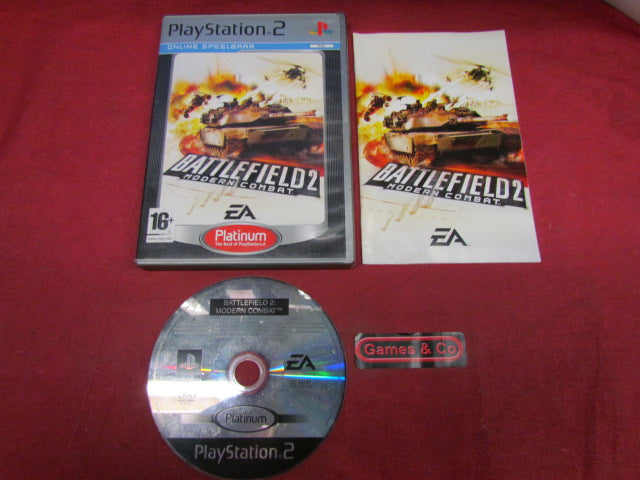 PlayStation 2
ONLINE SPEELBAAR
BATTLEFIELD 2
MODERN COMBAT
16+
EA
Platinum
The Best of PlayStation 2
BATTLEFIELD 2
MODERN COMBAT
EA
BATTLEFIELD 2:
MODERN COMBAT™
EA
Platinum
PlayStation 2
Games & Co